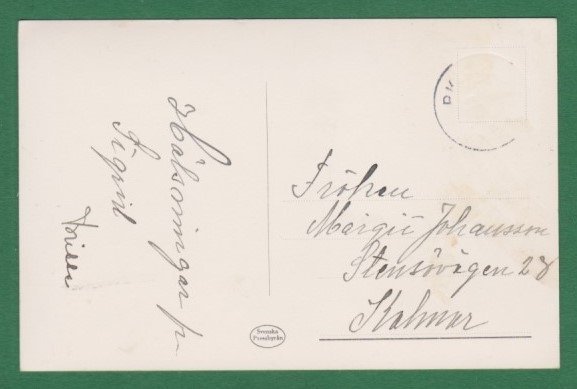 Hälsningar fr
Sigrid
Fröken
Margit Johansson
Stensövägen 28
Kalmar
Svenska
Pressbyrån